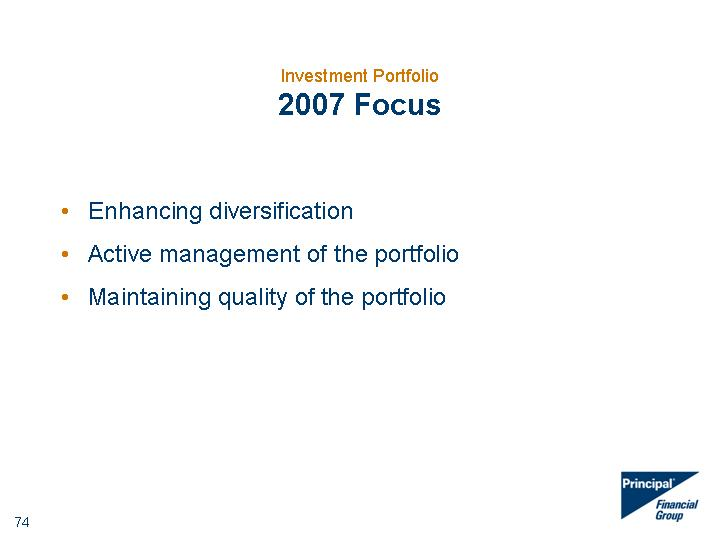 Investment Portfolio
2007 Focus
• Enhancing diversification
• Active management of the portfolio
• Maintaining quality of the portfolio
Principal
Financial
Group
74